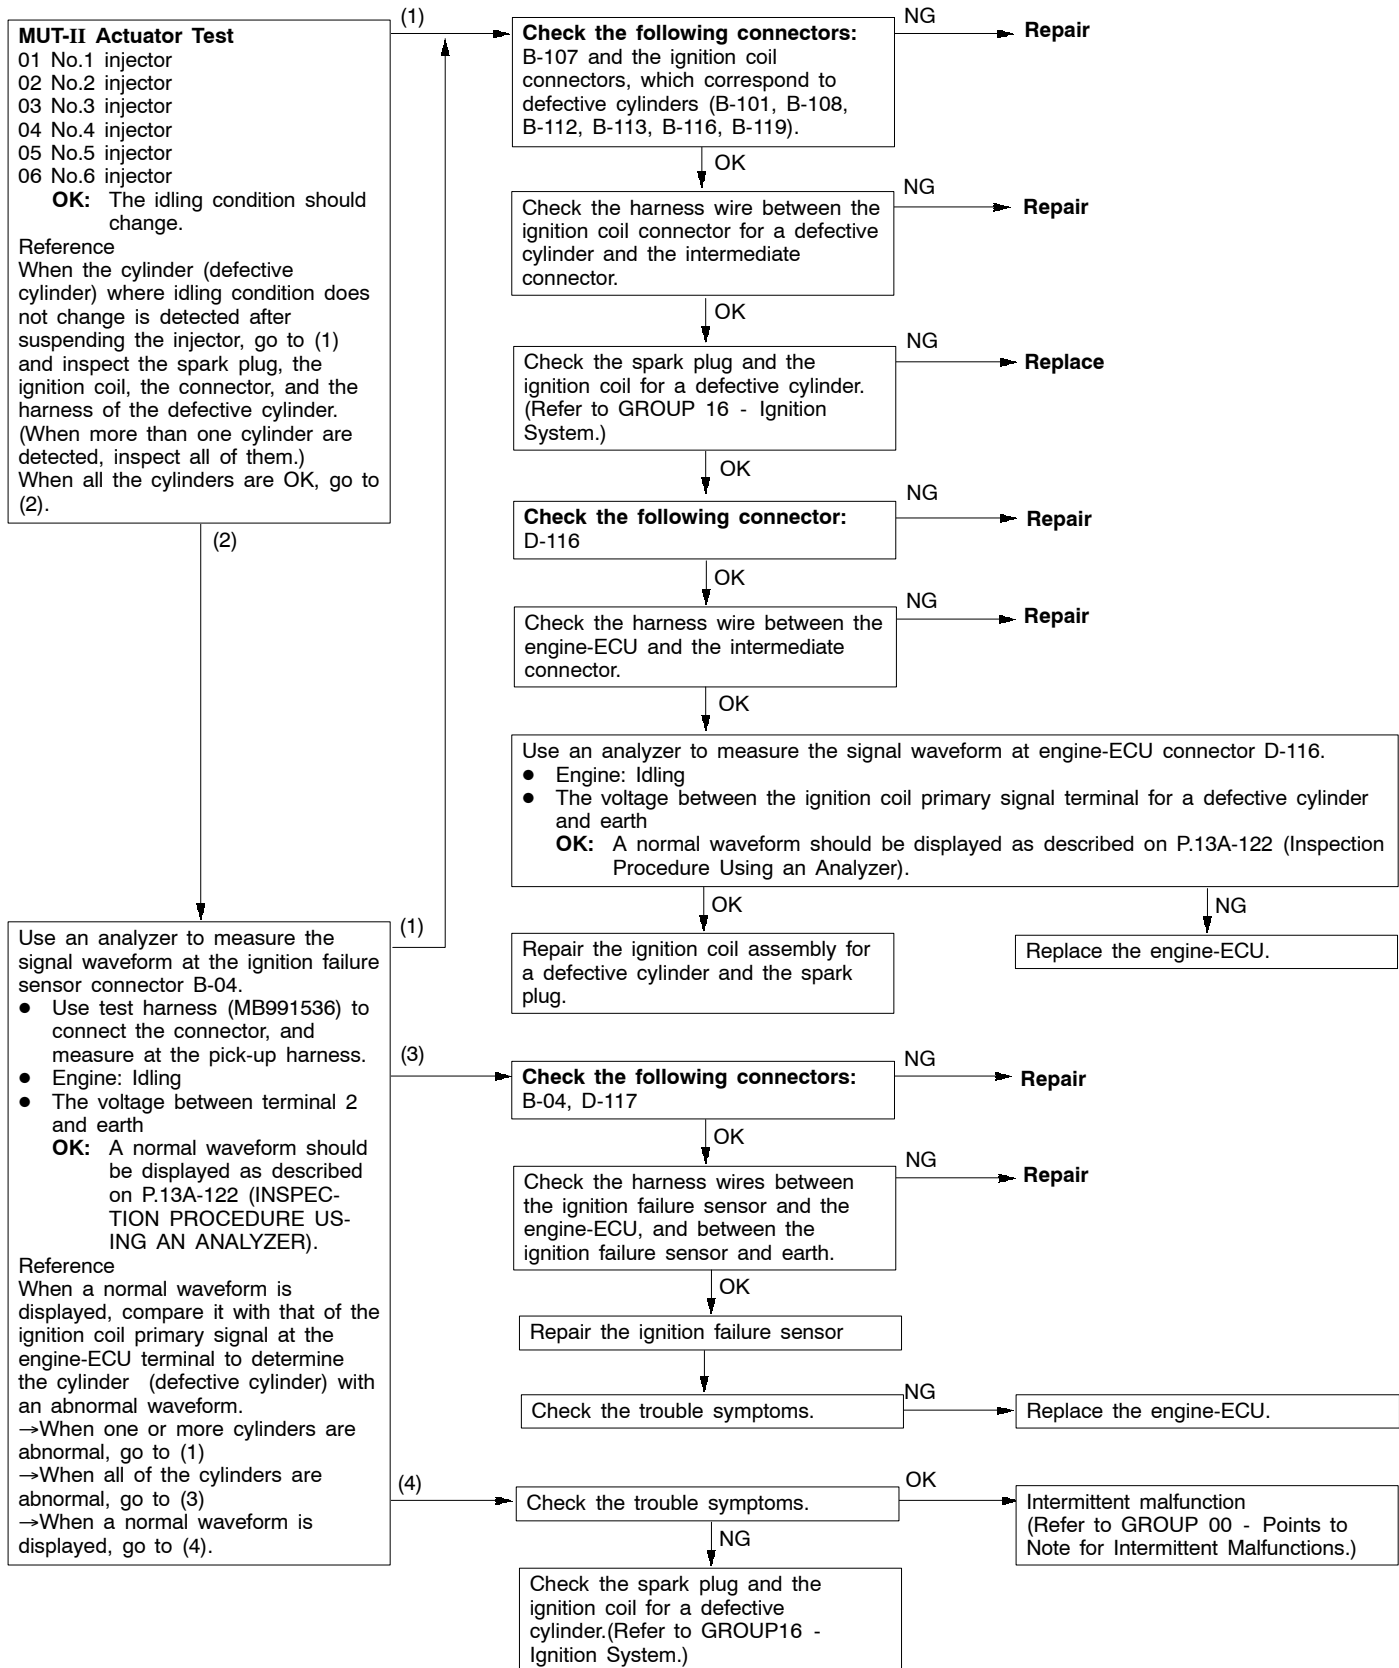 MUT-II Actuator Test
01 No.1 injector
02 No.2 injector
03 No.3 injector
04 No.4 injector
05 No.5 injector
06 No.6 injector
OK: The idling condition should
change.
Reference
When the cylinder (defective
cylinder) where idling condition does
not change is detected after
suspending the injector, go to (1)
and inspect the spark plug, the
ignition coil, the connector, and the
harness of the defective cylinder.
(When more than one cylinder are
detected, inspect all of them.)
When all the cylinders are OK, go to
(2).
(1)
Check the following connectors:
B-107 and the ignition coil
connectors, which correspond to
defective cylinders (B-101, B-108,
B-112, B-113, B-116, B-119).
NG
Repair
OK
Check the harness wire between the
ignition coil connector for a defective
cylinder and the intermediate
connector.
NG
Repair
OK
Check the spark plug and the
ignition coil for a defective cylinder.
(Refer to GROUP 16 - Ignition
System.)
NG
Replace
OK
Check the following connector:
D-116
NG
Repair
OK
Check the harness wire between the
engine-ECU and the intermediate
connector.
NG
Repair
OK
Use an analyzer to measure the signal waveform at engine-ECU connector D-116.
● Engine: Idling
● The voltage between the ignition coil primary signal terminal for a defective cylinder
and earth
OK: A normal waveform should be displayed as described on P.13A-122 (Inspection
Procedure Using an Analyzer).
OK
Repair the ignition coil assembly for
a defective cylinder and the spark
plug.
NG
Replace the engine-ECU.
(2)
Use an analyzer to measure the
signal waveform at the ignition failure
sensor connector B-04.
● Use test harness (MB991536) to
connect the connector, and
measure at the pick-up harness.
● Engine: Idling
● The voltage between terminal 2
and earth
OK: A normal waveform should
be displayed as described
on P.13A-122 (INSPEC-
TION PROCEDURE US-
ING AN ANALYZER).
Reference
When a normal waveform is
displayed, compare it with that of the
ignition coil primary signal at the
engine-ECU terminal to determine
the cylinder (defective cylinder) with
an abnormal waveform.
→When one or more cylinders are
abnormal, go to (1)
→When all of the cylinders are
abnormal, go to (3)
→When a normal waveform is
displayed, go to (4).
(1)
(3)
Check the following connectors:
B-04, D-117
NG
Repair
OK
Check the harness wires between
the ignition failure sensor and the
engine-ECU, and between the
ignition failure sensor and earth.
NG
Repair
OK
Repair the ignition failure sensor
Check the trouble symptoms.
NG
Replace the engine-ECU.
(4)
Check the trouble symptoms.
OK
Intermittent malfunction
(Refer to GROUP 00 - Points to
Note for Intermittent Malfunctions.)
NG
Check the spark plug and the
ignition coil for a defective
cylinder.(Refer to GROUP16 -
Ignition System.)